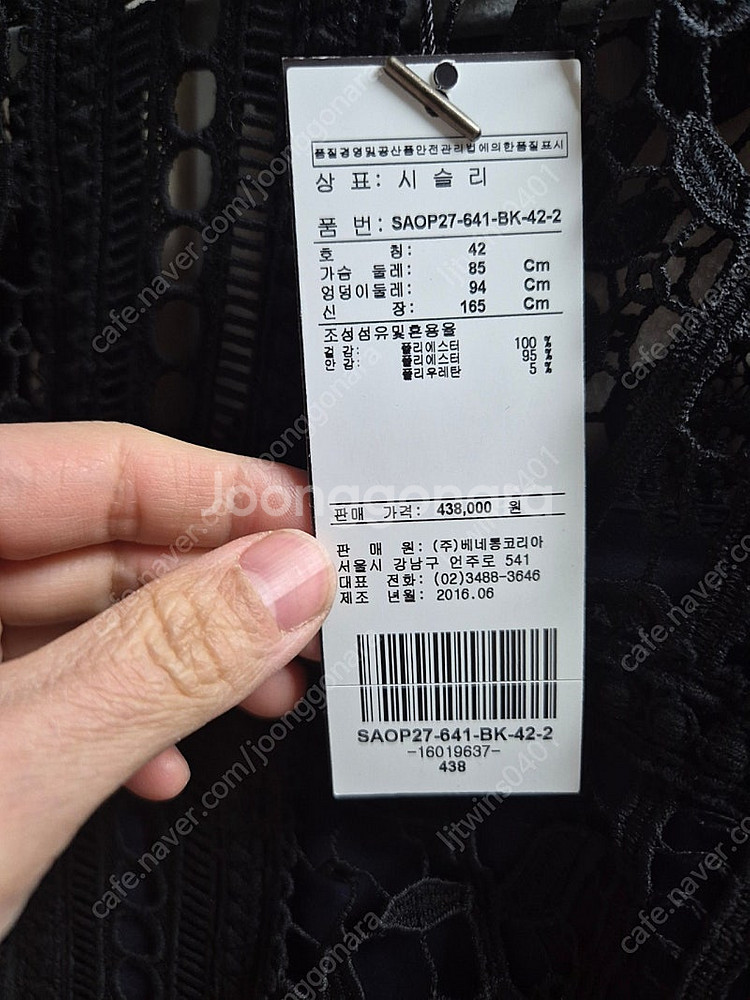 품질경영및공산품안전관리법에의한품질표시
상 표: 시 슬 리
품 번: SAOP27-641-BK-42-2
호 칭: 42
가슴 둘레: 85 Cm
엉덩이둘레: 94 Cm
신 장: 165 Cm
조성섬유및혼용율
겉감: 폴리에스터 100 %
안감: 폴리에스터 95 %
폴리우레탄 5 %
Joonggonara
판매 가격: 438,000 원
판 매 원: (주)베네통코리아
서울시 강남구 언주로 541
대표 전화: (02)3488-3646
제조 년월: 2016.06
SAOP27-641-BK-42-2
-16019637-
438
cafe.naver.com/joonggonara
ljtwins0401